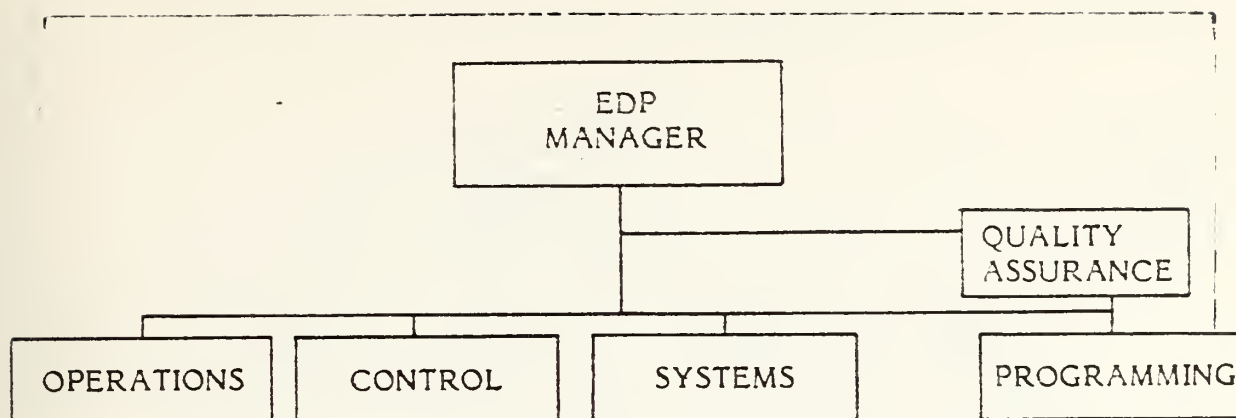 EDP
MANAGER
QUALITY
ASSURANCE
OPERATIONS
CONTROL
SYSTEMS
PROGRAMMING